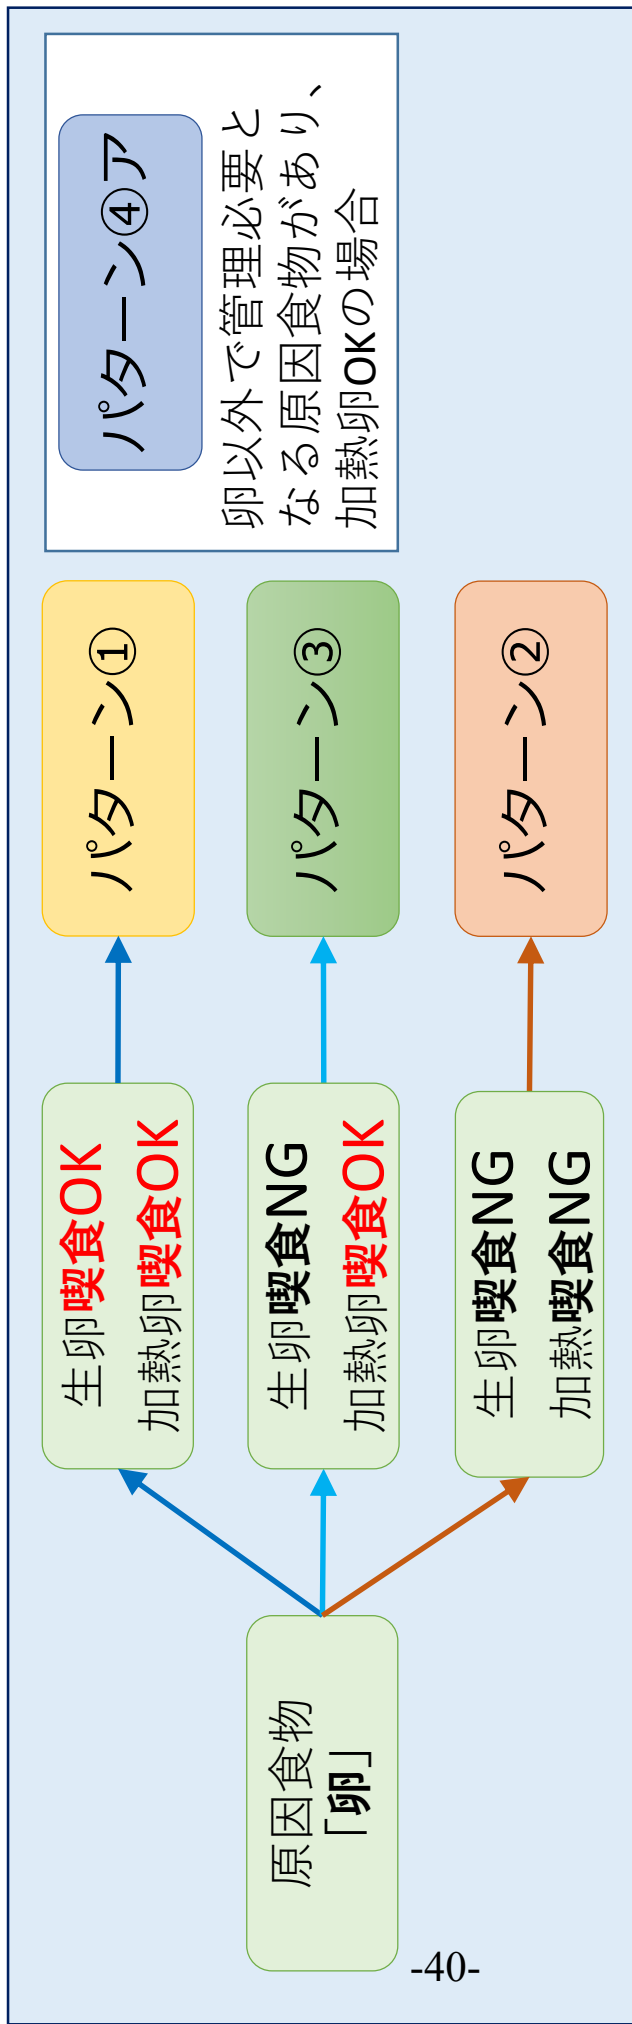 原因食物
「卵」
生卵喫食OK
加熱卵喫食OK
パターン①
生卵喫食NG
加熱卵喫食OK
パターン③
生卵喫食NG
加熱喫食NG
パターン②
パターン④ア
卵以外で管理必要と
なる原因食物があり、
加熱卵OKの場合
-40-